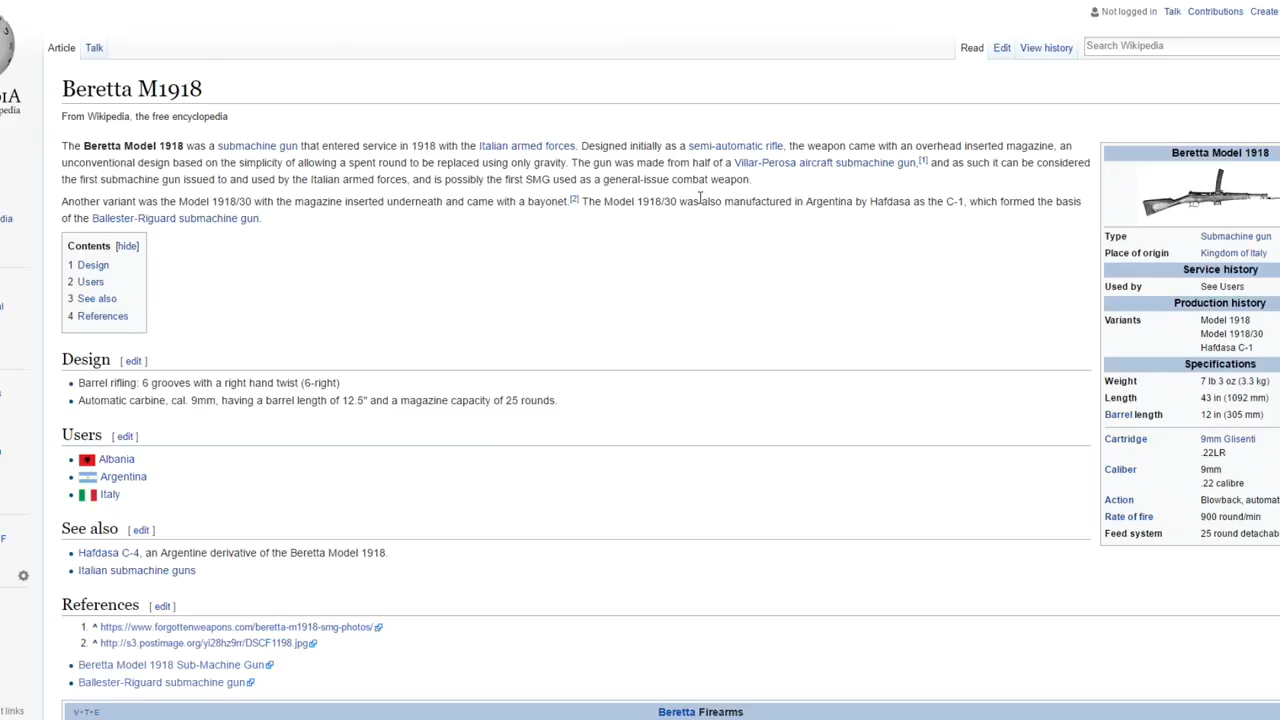 Not logged in Talk Contributions Create
Article Talk
Read Edit View history
Search Wikipedia
Beretta M1918
From Wikipedia, the free encyclopedia
The Beretta Model 1918 was a submachine gun that entered service in 1918 with the Italian armed forces. Designed initially as a semi-automatic rifle, the weapon came with an overhead inserted magazine, an
unconventional design based on the simplicity of allowing a spent round to be replaced using only gravity. The gun was made from half of a Villar-Perosa aircraft submachine gun,[1] and as such it can be considered
the first submachine gun issued to and used by the Italian armed forces, and is possibly the first SMG used as a general-issue combat weapon.
Another variant was the Model 1918/30 with the magazine inserted underneath and came with a bayonet.[2] The Model 1918/30 was also manufactured in Argentina by Hafdasa as the C-1, which formed the basis
of the Ballester-Riguard submachine gun.
Contents [hide]
1 Design
2 Users
3 See also
4 References
Design [ edit ]
• Barrel rifling: 6 grooves with a right hand twist (6-right)
• Automatic carbine, cal. 9mm, having a barrel length of 12.5" and a magazine capacity of 25 rounds.
Users [ edit ]
• Albania
• Argentina
• Italy
See also [ edit ]
• Hafdasa C-4, an Argentine derivative of the Beretta Model 1918.
• Italian submachine guns
References [ edit ]
1. ^ https://www.forgottenweapons.com/beretta-m1918-smg-photos/
2. ^ http://s3.postimage.org/yi28hz9rr/DSCF1198.jpg
• Beretta Model 1918 Sub-Machine Gun
• Ballester-Riguard submachine gun
V·T·E Beretta Firearms
Beretta Model 1918
Type Submachine gun
Place of origin Kingdom of Italy
Service history
Used by See Users
Production history
Variants Model 1918
Model 1918/30
Hafdasa C-1
Specifications
Weight 7 lb 3 oz (3.3 kg)
Length 43 in (1092 mm)
Barrel length 12 in (305 mm)
Cartridge 9mm Glisenti
.22LR
Caliber 9mm
.22 calibre
Action Blowback, automat
Rate of fire 900 round/min
Feed system 25 round detachab